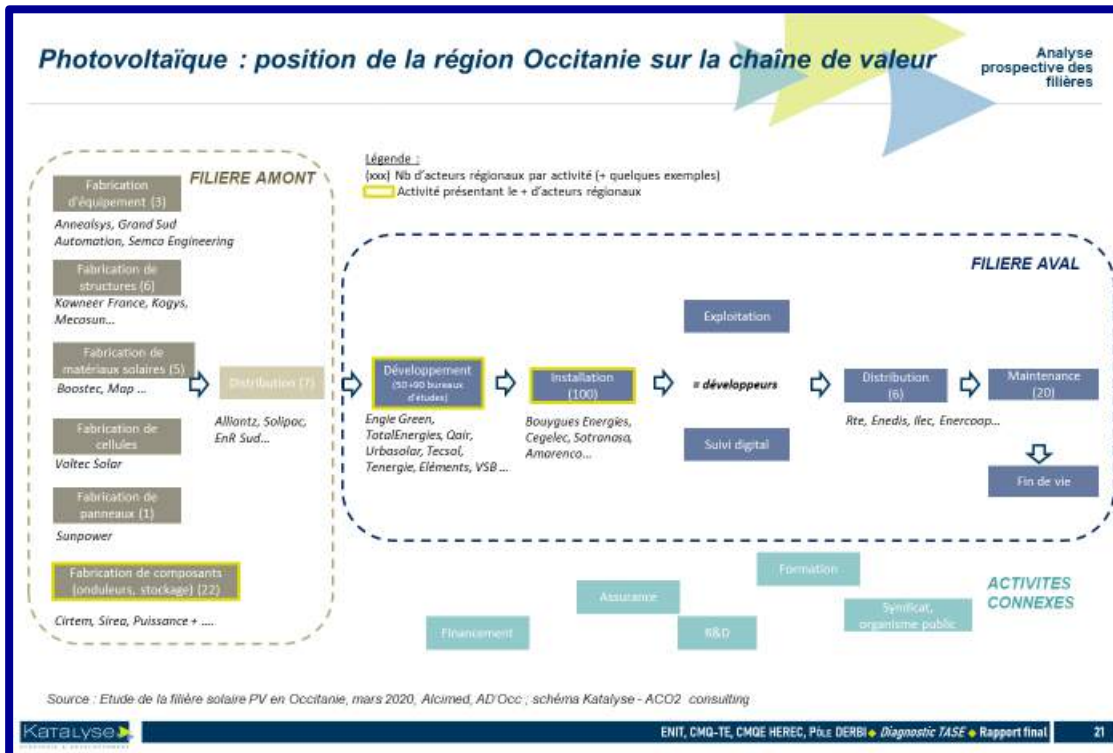 Photovoltaïque : position de la région Occitanie sur la chaîne de valeur
Analyse
prospective des
filières
Légende :
(xxx) Nb d'acteurs régionaux par activité (+ quelques exemples)
Activité présentant le + d'acteurs régionaux
FILIERE AMONT
Fabrication
d'équipement (3)
Annealsys, Grand Sud
Automation, Semco Engineering
Fabrication de
structures (6)
Kawneer France, Kogys,
Mecosun...
Fabrication de
matériaux solaires (5)
Boostec, Map ...
Fabrication de
cellules
Voltec Solar
Fabrication de
panneaux (1)
Sunpower
Fabrication de composants
(onduleurs, stockage) (22)
Cirtem, Sirea, Puissance + ....
Distribution (7)
Alliantz, Solipac,
EnR Sud...
FILIERE AVAL
Développement
(50+90 bureaux
d'études)
Engie Green,
TotalEnergies, Qair,
Urbasolar, Tecsol,
Tenergie, Eléments, VSB ...
Installation
(100)
Bouygues Energies,
Cegelec, Sotranasa,
Amarenco...
Exploitation
= développeurs
Suivi digital
Distribution
(6)
Rte, Enedis, Ilec, Enercoop...
Maintenance
(20)
Fin de vie
ACTIVITES
CONNEXES
Formation
Assurance
Syndicat,
organisme public
Financement
R&D
Source : Etude de la filière solaire PV en Occitanie, mars 2020, Alcimed, AD'Occ ; schéma Katalyse - ACO2 consulting
KATALYSE
ENIT, CMQ-TE, CMQE HEREC, PÔLE DERBI ◆ Diagnostic TASE ◆ Rapport final 21